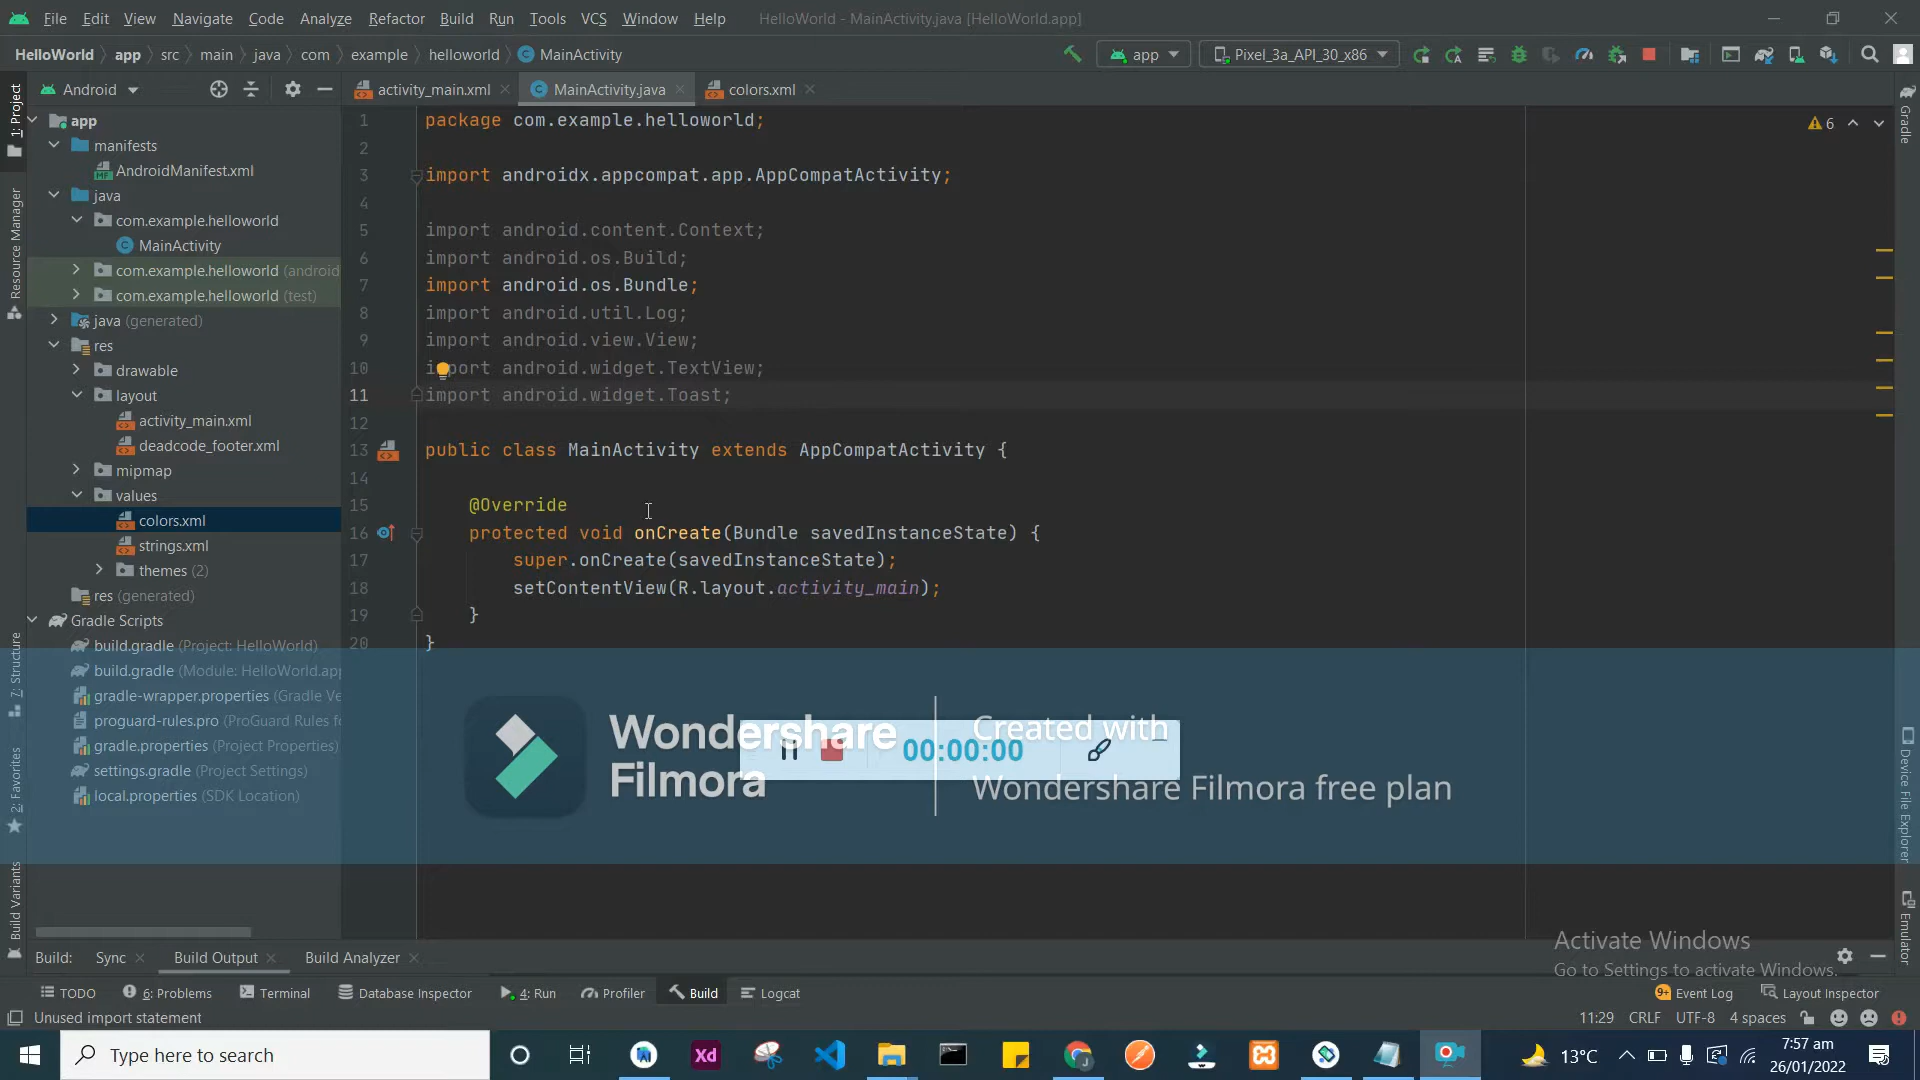 File Edit View Navigate Code Analyze Refactor Build Run Tools VCS Window Help HelloWorld - MainActivity.java [HelloWorld.app]
HelloWorld app src main java com example helloworld MainActivity app Pixel_3a_API_30_x86
Android activity_main.xml MainActivity.java colors.xml
1: Project
Resource Manager
7: Structure
2: Favorites
Build Variants
app
manifests
AndroidManifest.xml
java
com.example.helloworld
MainActivity
com.example.helloworld (android
com.example.helloworld (test)
java (generated)
res
drawable
layout
activity_main.xml
deadcode_footer.xml
mipmap
values
colors.xml
strings.xml
themes (2)
res (generated)
Gradle Scripts
build.gradle (Project: HelloWorld)
build.gradle (Module: HelloWorld.app
gradle-wrapper.properties (Gradle Ve
proguard-rules.pro (ProGuard Rules fo
gradle.properties (Project Properties)
settings.gradle (Project Settings)
local.properties (SDK Location)
1 package com.example.helloworld;
2
3 import androidx.appcompat.app.AppCompatActivity;
4
5 import android.content.Context;
6 import android.os.Build;
7 import android.os.Bundle;
8 import android.util.Log;
9 import android.view.View;
10 import android.widget.TextView;
11 import android.widget.Toast;
12
13 public class MainActivity extends AppCompatActivity {
14
15 @Override
16 protected void onCreate(Bundle savedInstanceState) {
17 super.onCreate(savedInstanceState);
18 setContentView(R.layout.activity_main);
19 }
20 }
6
Gradle
Device File Explorer
Emulator
Wondershare
Filmora
00:00:00
Created with
Wondershare Filmora free plan
Activate Windows
Go to Settings to activate Windows.
Build: Sync Build Output Build Analyzer
TODO 6: Problems Terminal Database Inspector 4: Run Profiler Build Logcat 9+ Event Log Layout Inspector
Unused import statement 11:29 CRLF UTF-8 4 spaces
Type here to search Xd 13°C 7:57 am
26/01/2022